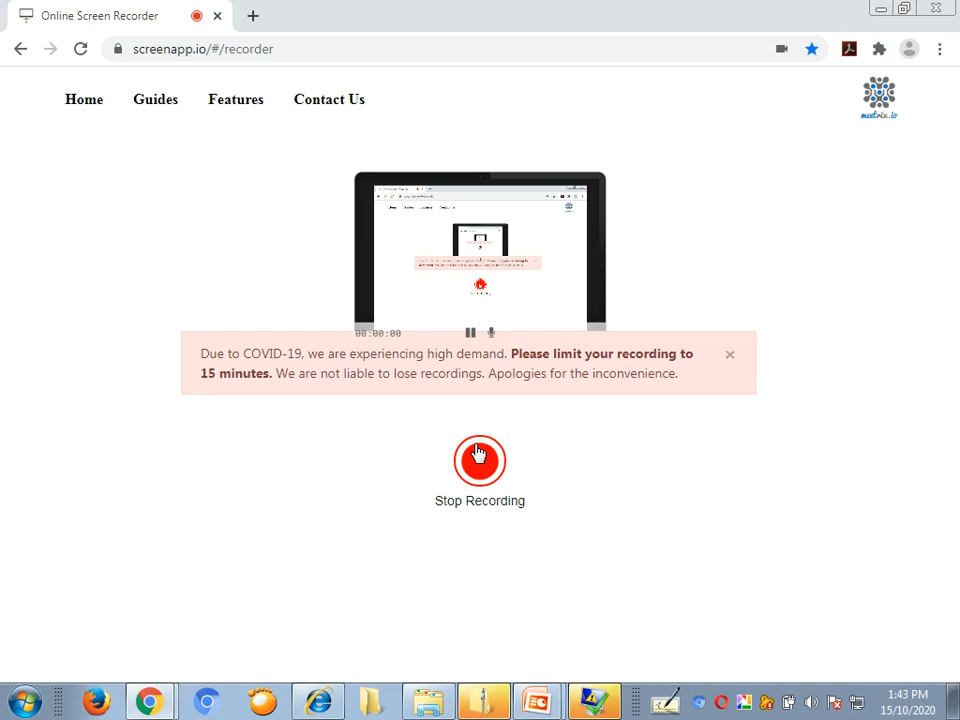 Online Screen Recorder
screenapp.io/#/recorder
Home Guides Features Contact Us
meetrix.io
00:00:00
Due to COVID-19, we are experiencing high demand. Please limit your recording to
15 minutes. We are not liable to lose recordings. Apologies for the inconvenience.
Stop Recording
1:43 PM
15/10/2020